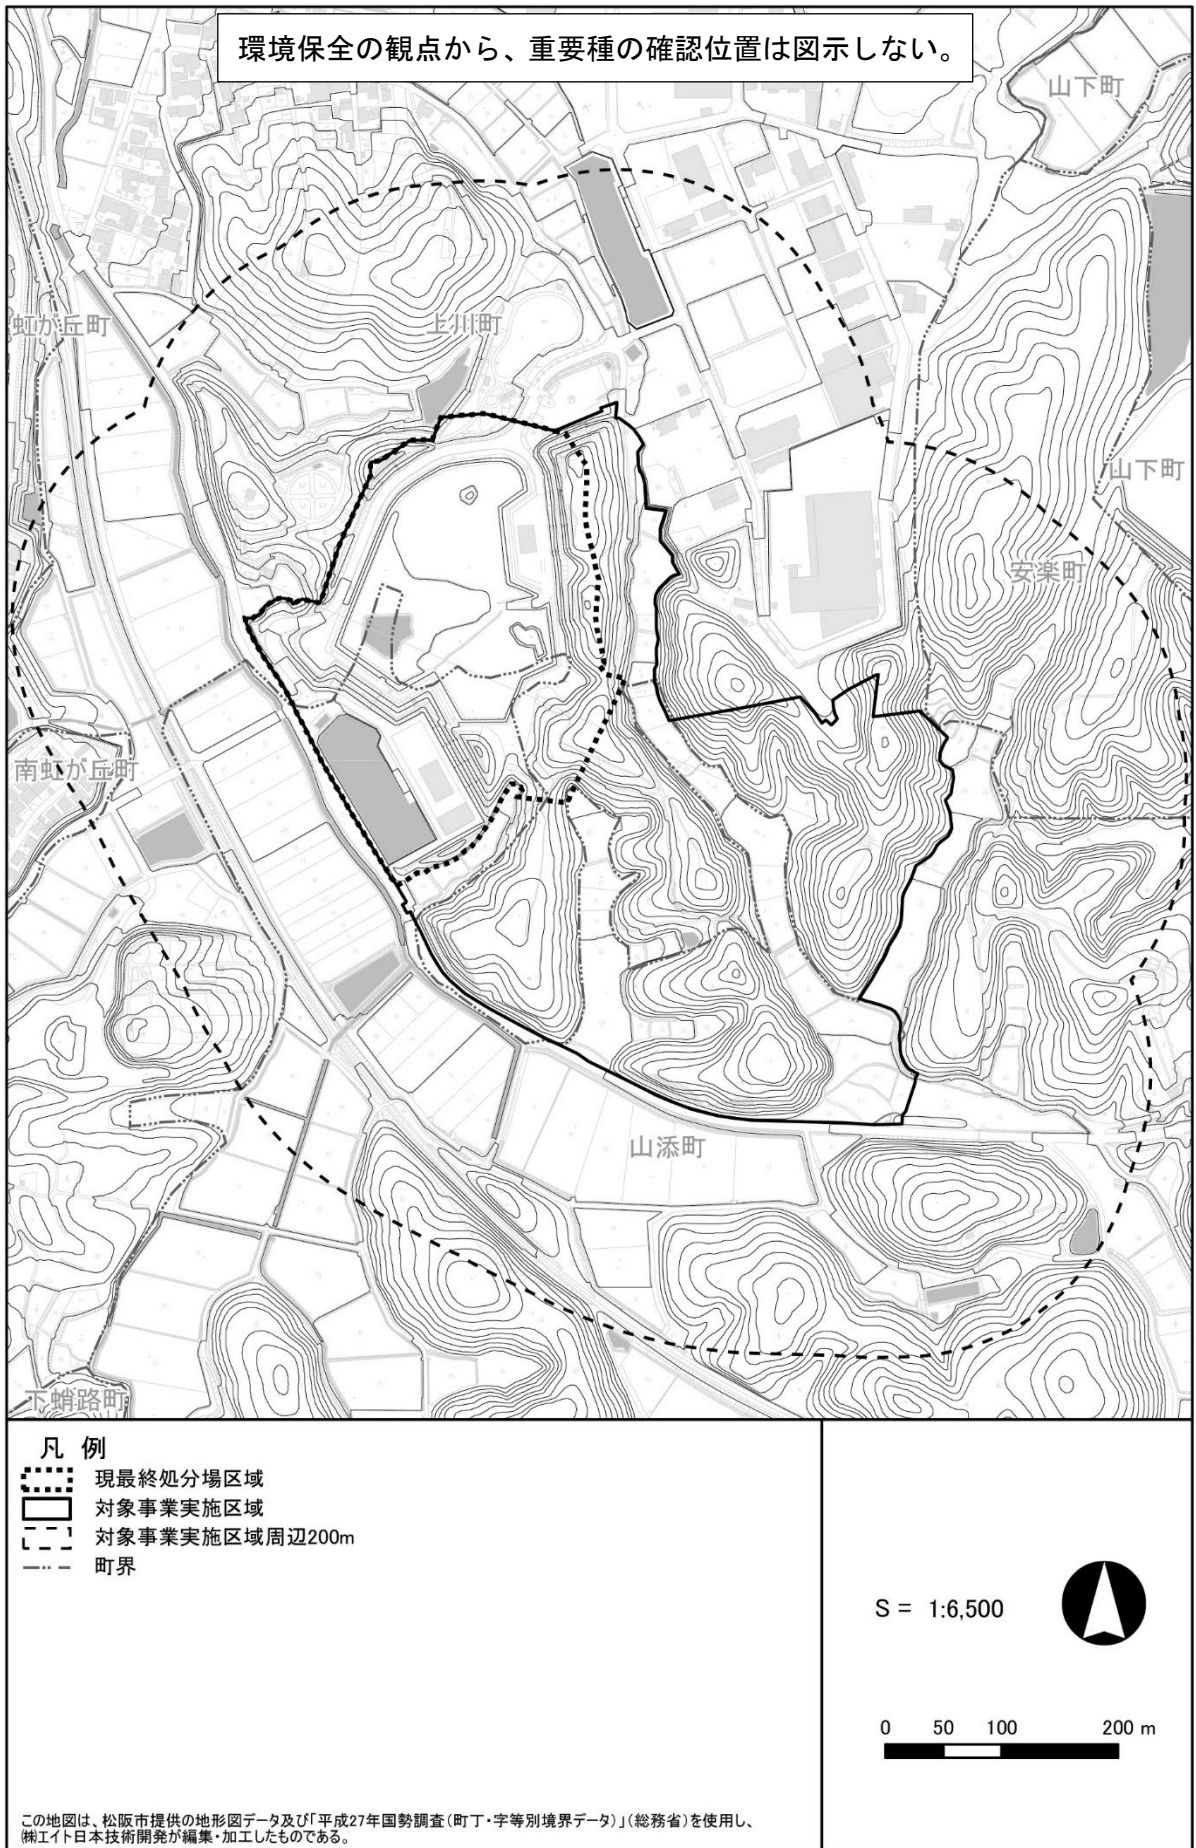 環境保全の観点から、重要種の確認位置は図示しない。
山下町
虹が丘町
上川町
山下町
安楽町
南虹が丘町
山添町
下蛸路町
凡 例
現最終処分場区域
対象事業実施区域
対象事業実施区域周辺200m
町界
S = 1:6,500
0 50 100 200 m
この地図は、松阪市提供の地形図データ及び「平成27年国勢調査(町丁・字等別境界データ)」(総務省)を使用し、
㈱エイト日本技術開発が編集・加工したものである。